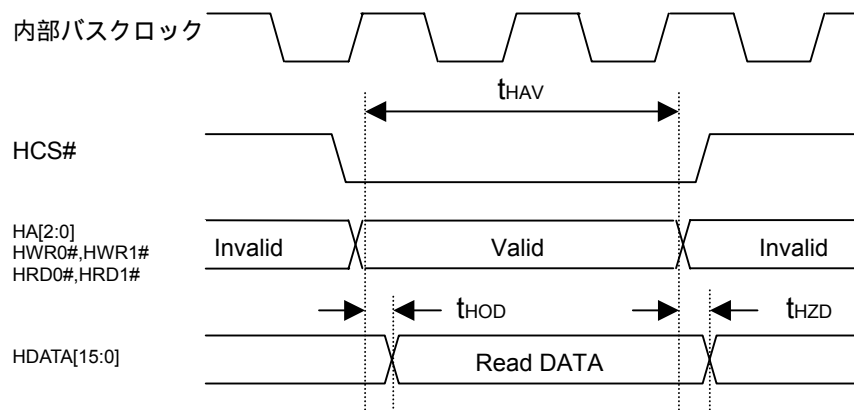 内部バスクロック
tHAV
HCS#
HA[2:0]
HWR0#,HWR1#
HRD0#,HRD1#
Invalid Valid Invalid
tHOD tHZD
HDATA[15:0] Read DATA